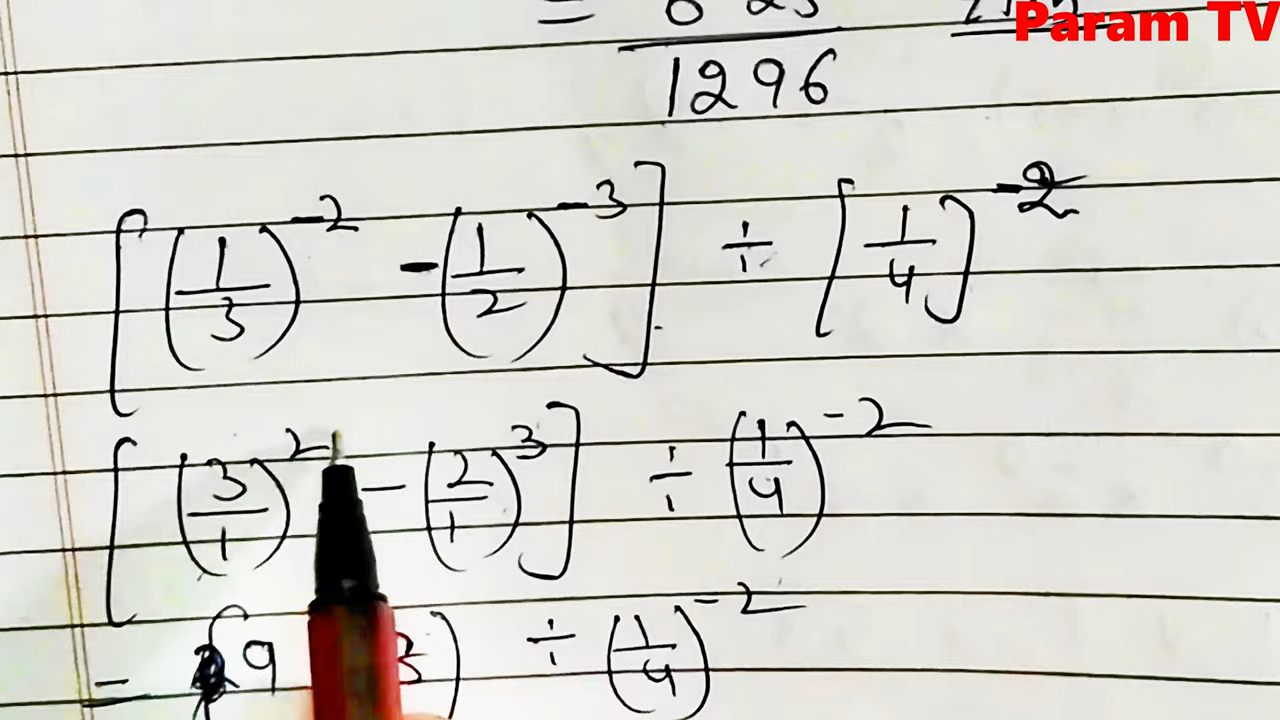 Param TV
=
1296
[(1/3)^-2 - (1/2)^-3] ÷ [1/4]^-2
[(3/1)^2 - (2/1)^3] ÷ (1/4)^-2
= (9 3) ÷ (1/4)^-2